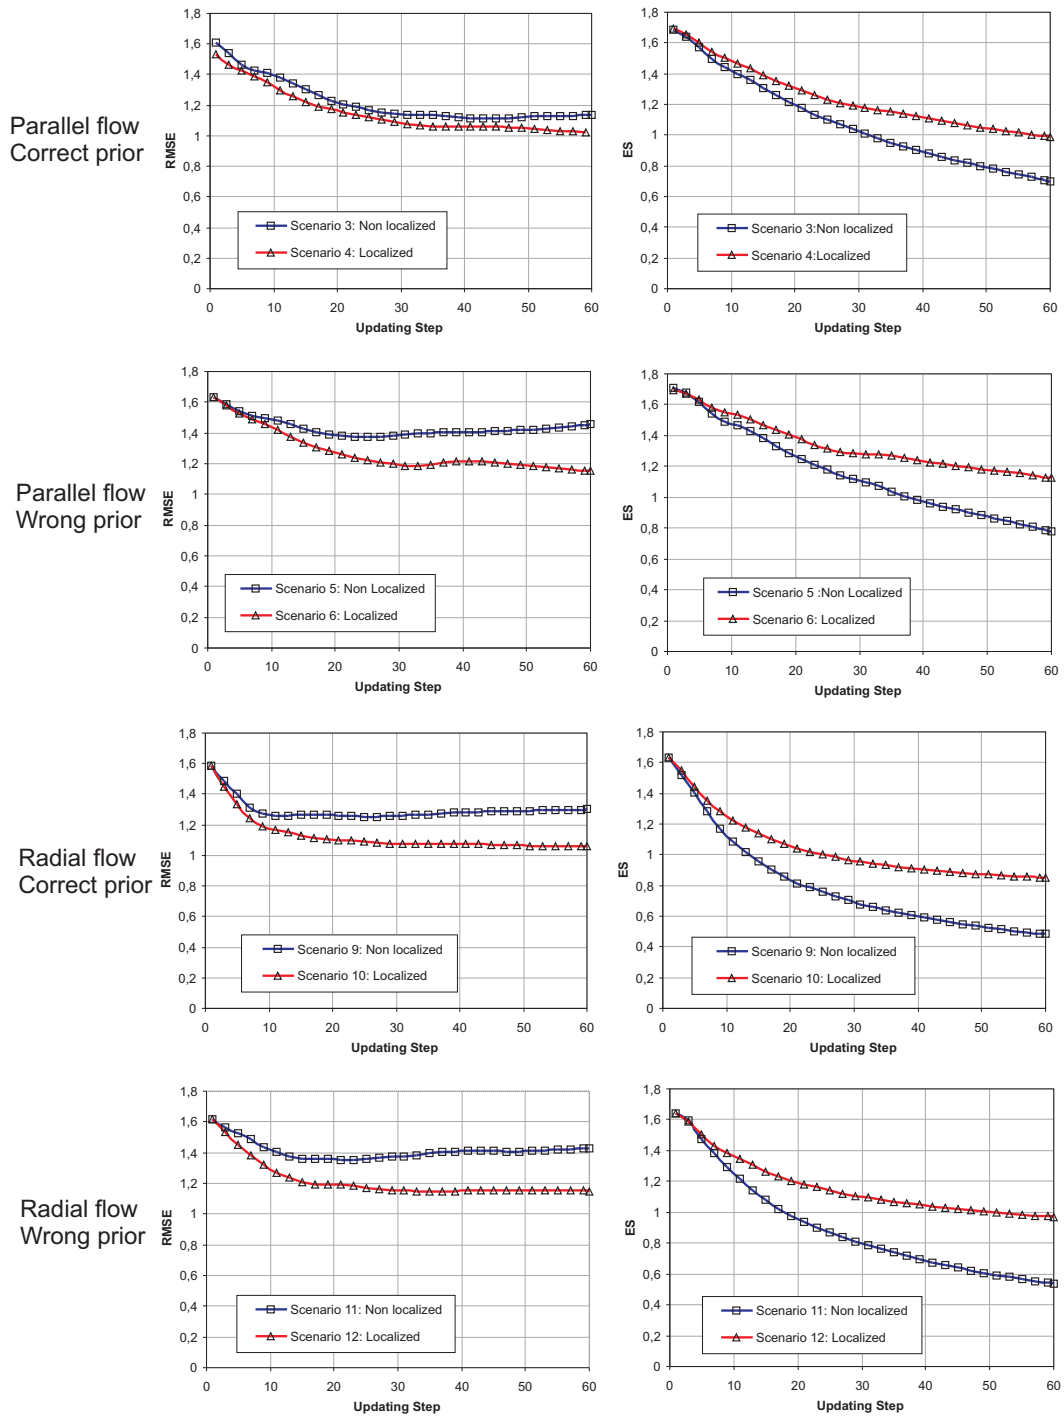 Parallel flow
Correct prior
RMSE
1,8
1,6
1,4
1,2
1
0,8
0,6
0,4
0,2
0
Scenario 3: Non localized
Scenario 4: Localized
0 10 20 30 40 50 60
Updating Step
ES
1,8
1,6
1,4
1,2
1
0,8
0,6
0,4
0,2
0
Scenario 3:Non localized
Scenario 4:Localized
0 10 20 30 40 50 60
Updating Step
Parallel flow
Wrong prior
RMSE
1,8
1,6
1,4
1,2
1
0,8
0,6
0,4
0,2
0
Scenario 5: Non Localized
Scenario 6: Localized
0 10 20 30 40 50 60
Updating Step
ES
1,8
1,6
1,4
1,2
1
0,8
0,6
0,4
0,2
0
Scenario 5 :Non Localized
Scenario 6: Localized
0 10 20 30 40 50 60
Updating Step
Radial flow
Correct prior
RMSE
1,8
1,6
1,4
1,2
1
0,8
0,6
0,4
0,2
0
Scenario 9: Non localized
Scenario 10: Localized
0 10 20 30 40 50 60
Updating Step
ES
1,8
1,6
1,4
1,2
1
0,8
0,6
0,4
0,2
0
Scenario 9: Non localized
Scenario 10: Localized
0 10 20 30 40 50 60
Updating Step
Radial flow
Wrong prior
RMSE
1,8
1,6
1,4
1,2
1
0,8
0,6
0,4
0,2
0
Scenario 11: Non localized
Scenario 12: Localized
0 10 20 30 40 50 60
Updating Step
ES
1,8
1,6
1,4
1,2
1
0,8
0,6
0,4
0,2
0
Scenario 11: Non localized
Scenario 12: Localized
0 10 20 30 40 50 60
Updating Step